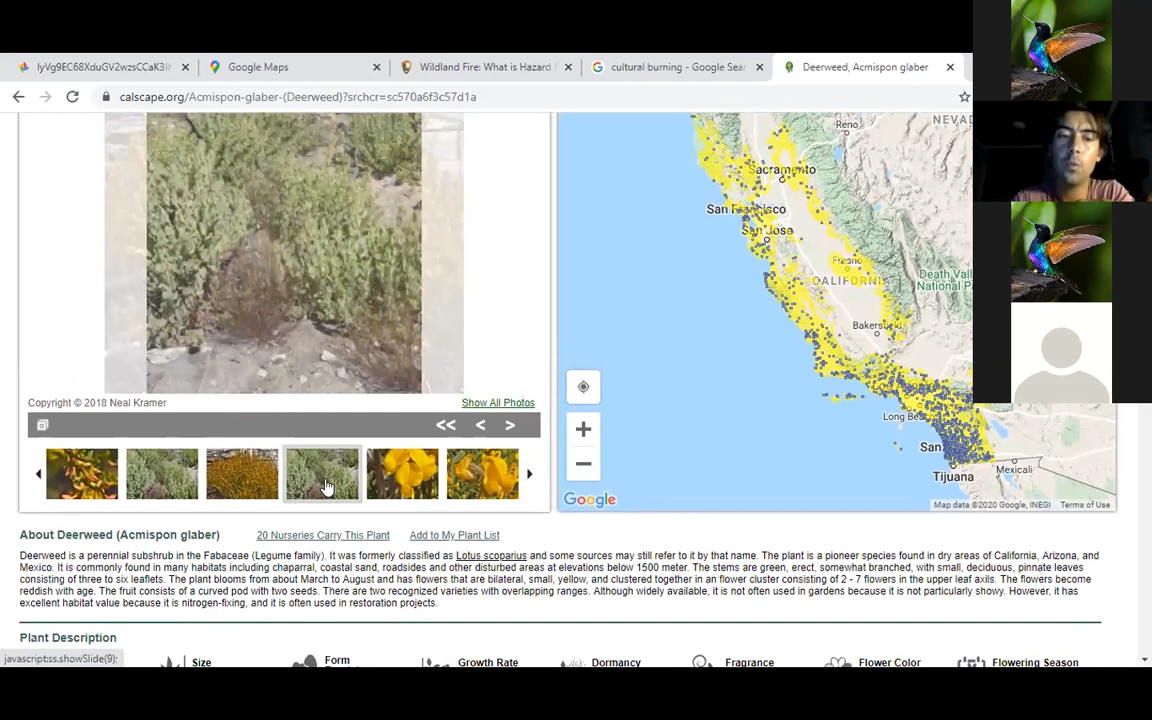 IyVg9EC68XduGV2wzsCCaK3I
Google Maps
Wildland Fire: What is Hazard
cultural burning - Google Sea
Deerweed, Acmispon glaber
calscape.org/Acmispon-glaber-(Deerweed)?srchcr=sc570a6f3c57d1a
Reno
NEVAD
Sacramento
San Francisco
San Jose
Fresno
CALIFORNIA
Death Valley
National Park
Bakersfield
Long Beach
San
Tijuana
Mexicali
Google
Map data ©2020 Google, INEGI
Terms of Use
Copyright © 2018 Neal Kramer
Show All Photos
<< < >
About Deerweed (Acmispon glaber) 20 Nurseries Carry This Plant Add to My Plant List
Deerweed is a perennial subshrub in the Fabaceae (Legume family). It was formerly classified as Lotus scoparius and some sources may still refer to it by that name. The plant is a pioneer species found in dry areas of California, Arizona, and
Mexico. It is commonly found in many habitats including chaparral, coastal sand, roadsides and other disturbed areas at elevations below 1500 meter. The stems are green, erect, somewhat branched, with small, deciduous, pinnate leaves
consisting of three to six leaflets. The plant blooms from about March to August and has flowers that are bilateral, small, yellow, and clustered together in an flower cluster consisting of 2 - 7 flowers in the upper leaf axils. The flowers become
reddish with age. The fruit consists of a curved pod with two seeds. There are two recognized varieties with overlapping ranges. Although widely available, it is not often used in gardens because it is not particularly showy. However, it has
excellent habitat value because it is nitrogen-fixing, and it is often used in restoration projects.
Plant Description
Size
Form
Growth Rate
Dormancy
Fragrance
Flower Color
Flowering Season
javascript:ss.showSlide(9);